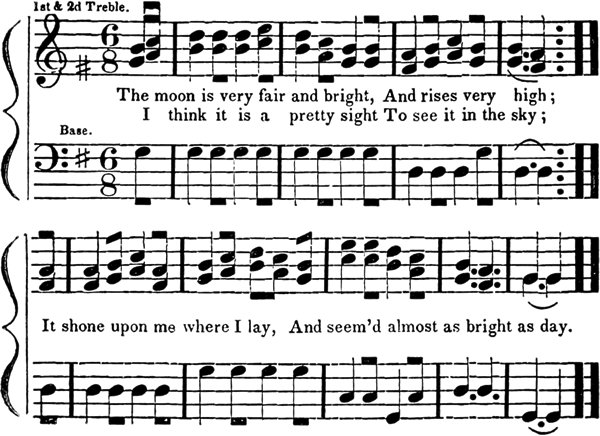 1st & 2d Treble.
6
8
The moon is very fair and bright, And rises very high;
I think it is a pretty sight To see it in the sky;
Base.
6
8
It shone upon me where I lay, And seem'd almost as bright as day.